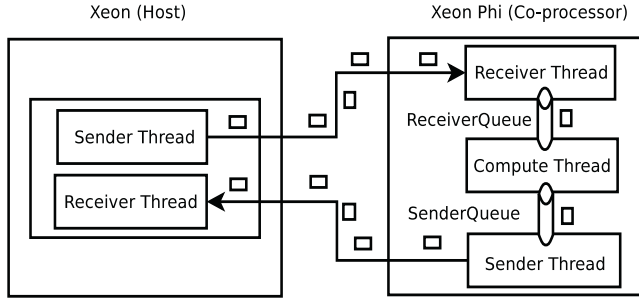 Xeon (Host)
Xeon Phi (Co-processor)
Sender Thread
Receiver Thread
Receiver Thread
ReceiverQueue
Compute Thread
SenderQueue
Sender Thread